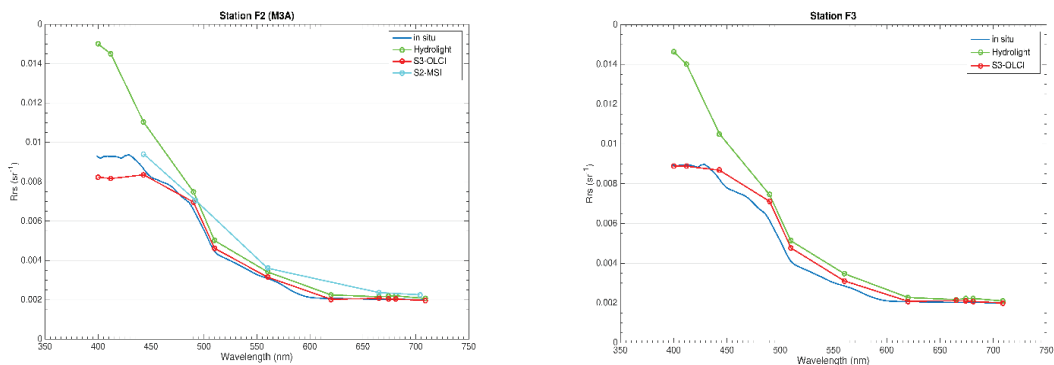 Station F2 (M3A)
in situ
Hydrolight
S3-OLCI
S2-MSI
0.014
0.012
0.01
0.008
0.006
0.004
0.002
0
Rrs (sr-1)
350 400 450 500 550 600 650 700 750
Wavelength (nm)
Station F3
in situ
Hydrolight
S3-OLCI
0.014
0.012
0.01
0.008
0.006
0.004
0.002
0
Rrs (sr-1)
350 400 450 500 550 600 650 700 750
Wavelength (nm)